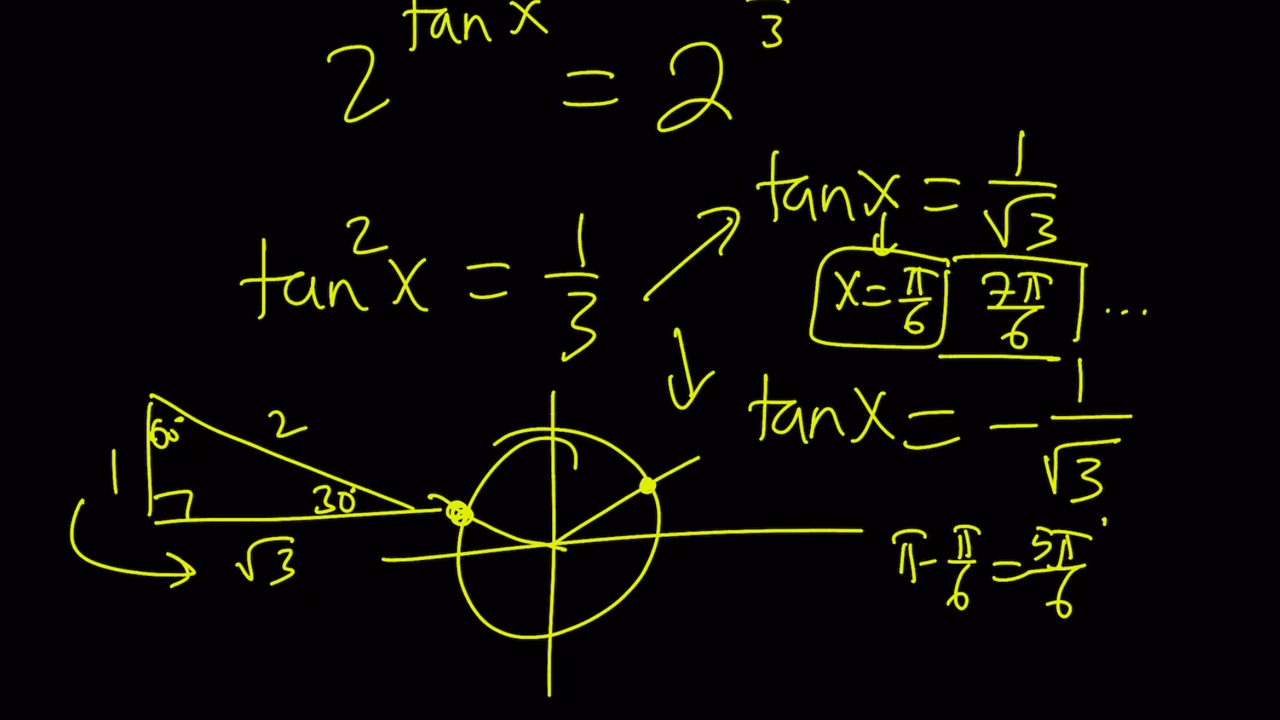 2^{tan x} = 2^{‾/3}
tan²x = 1/3
tan x = 1/√3
x = π/6 7π/6 ...
tan x = -1/√3
60° 2
1 30°
√3
π - π/6 = 5π/6